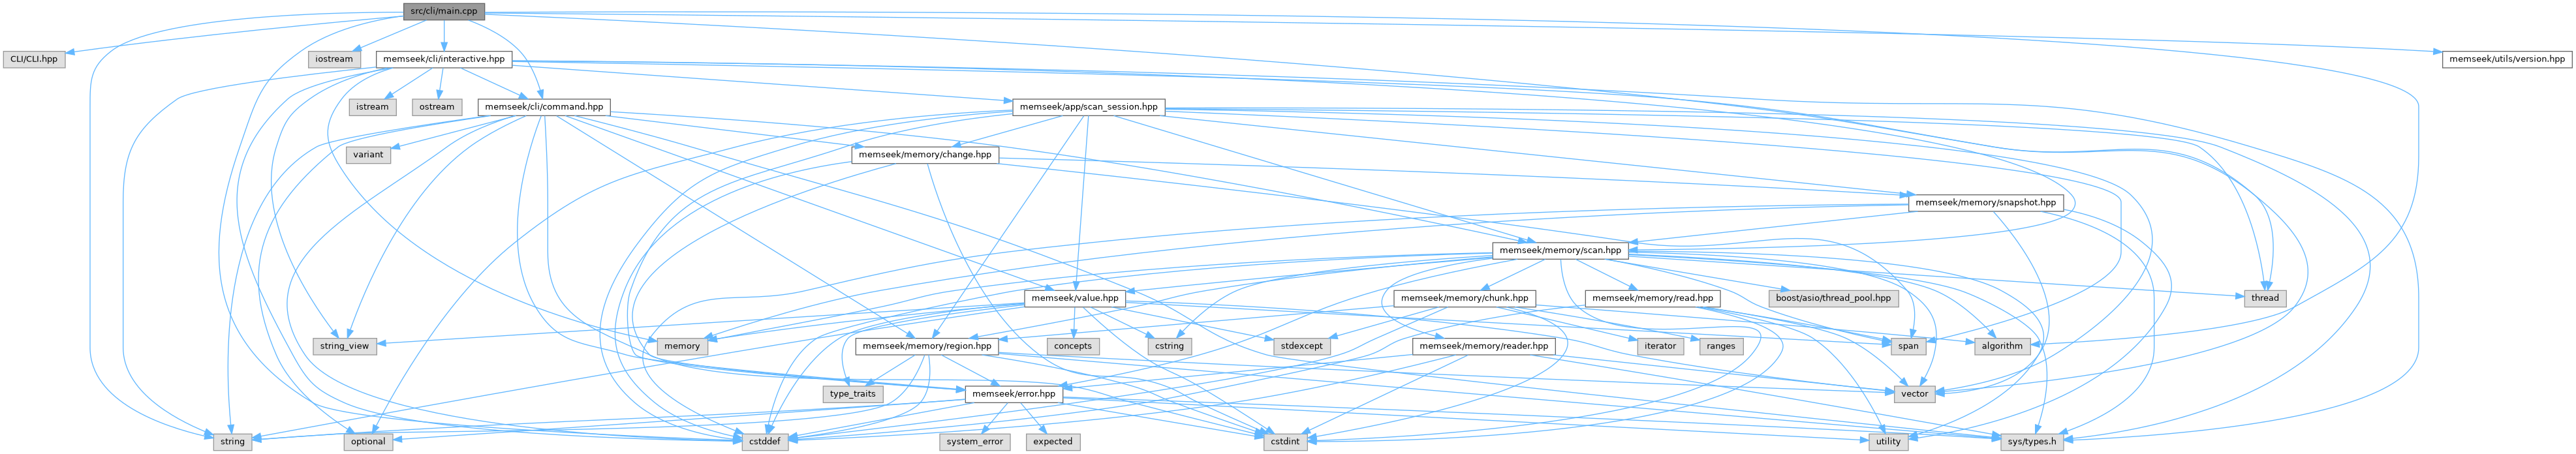 src/cli/main.cpp
CLI/CLI.hpp
iostream
memseek/cli/interactive.hpp
memseek/utils/version.hpp
istream
ostream
memseek/cli/command.hpp
memseek/app/scan_session.hpp
variant
memseek/memory/change.hpp
memseek/memory/snapshot.hpp
memseek/memory/scan.hpp
memseek/value.hpp
memseek/memory/chunk.hpp
memseek/memory/read.hpp
boost/asio/thread_pool.hpp
thread
string_view
memory
memseek/memory/region.hpp
concepts
cstring
stdexcept
memseek/memory/reader.hpp
iterator
ranges
span
algorithm
type_traits
memseek/error.hpp
vector
string
optional
cstddef
system_error
expected
cstdint
utility
sys/types.h